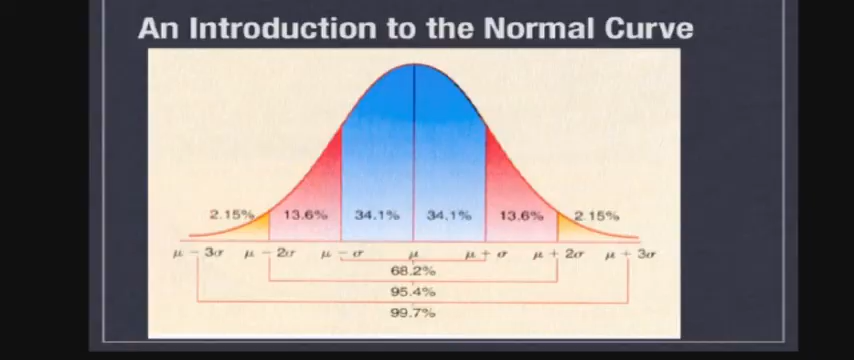 An Introduction to the Normal Curve
2.15% 13.6% 34.1% 34.1% 13.6% 2.15%
μ − 3σ μ − 2σ μ − σ μ μ + σ μ + 2σ μ + 3σ
68.2%
95.4%
99.7%